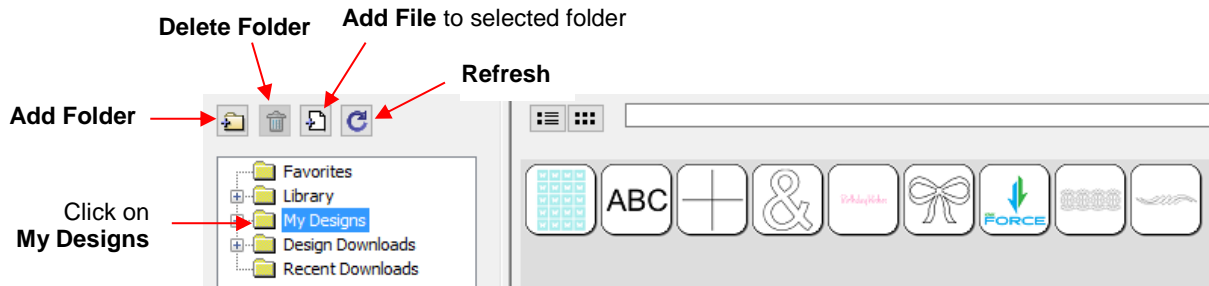 Delete Folder
Add File to selected folder
Refresh
Add Folder
Favorites
Library
Click on
My Designs
My Designs
Design Downloads
Recent Downloads
ABC
&
THE FORCE